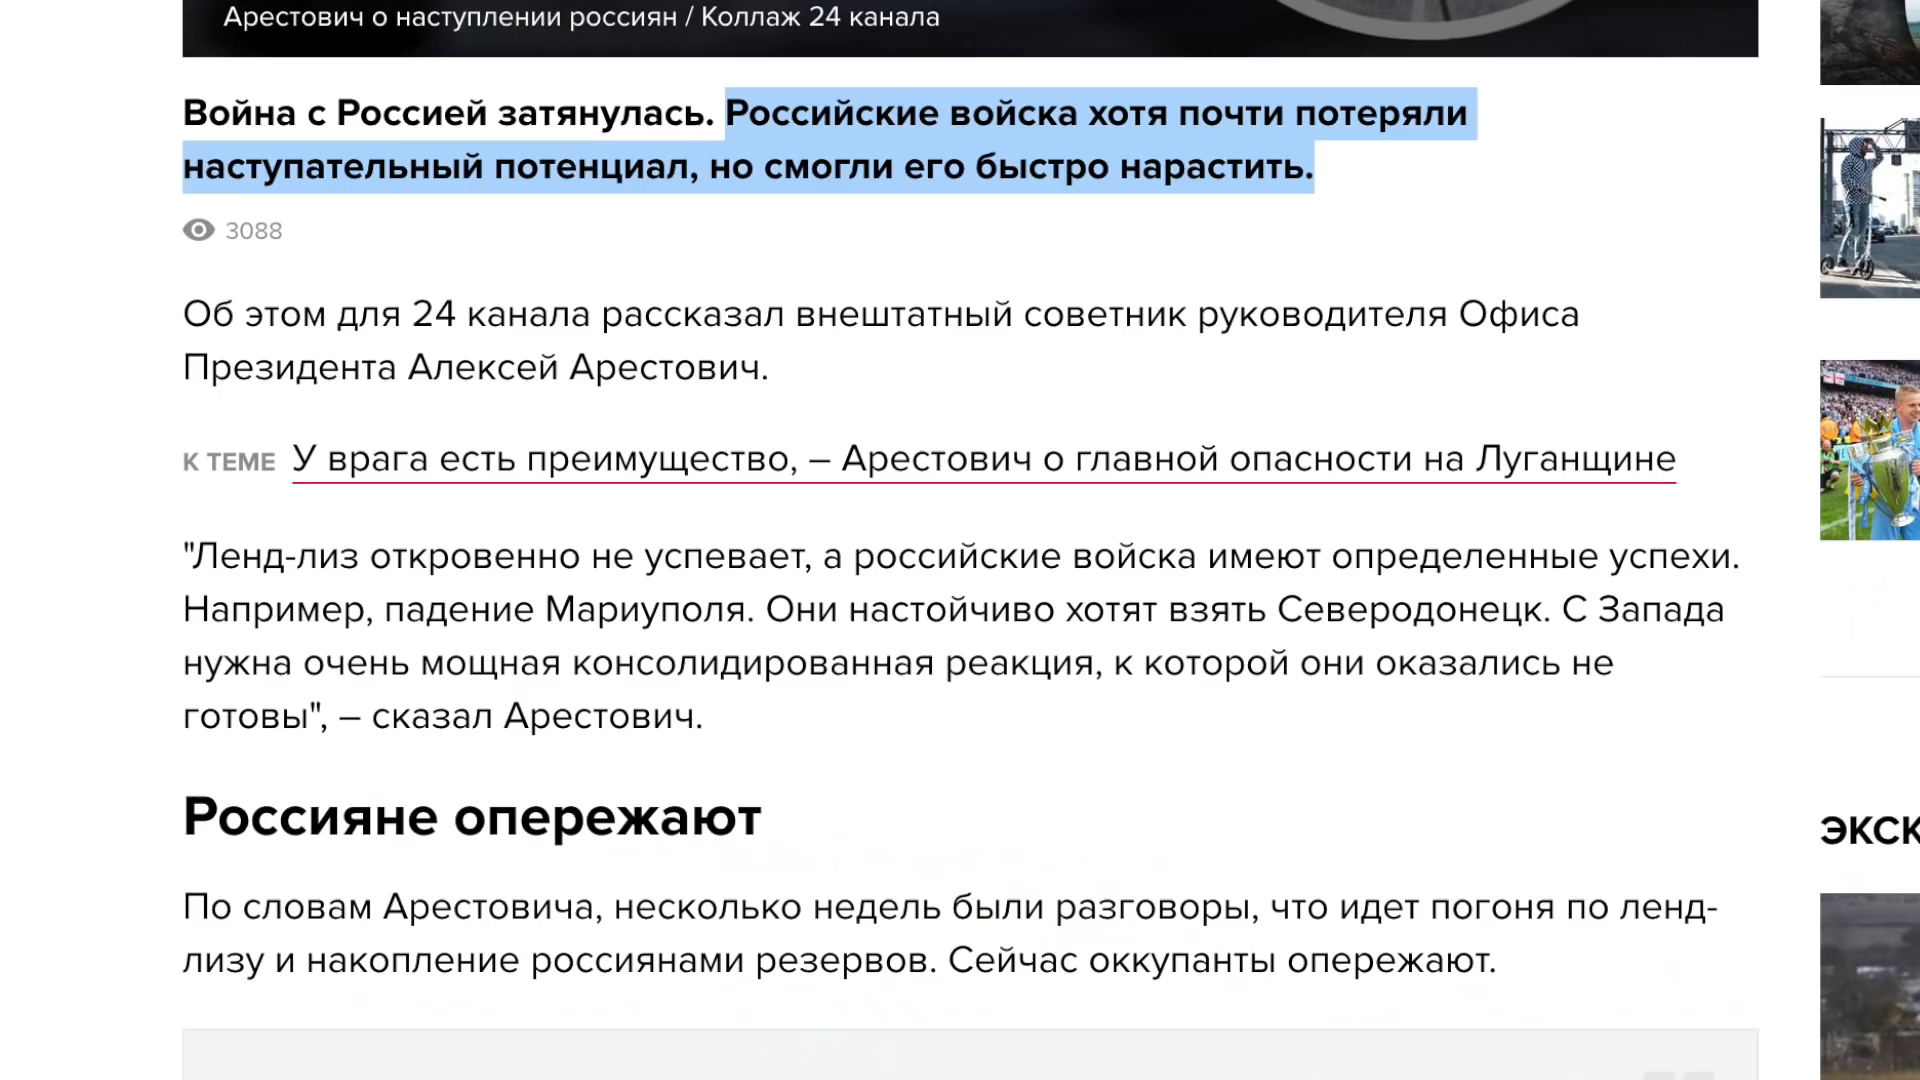 Арестович о наступлении россиян / Коллаж 24 канала
Война с Россией затянулась. Российские войска хотя почти потеряли
наступательный потенциал, но смогли его быстро нарастить.
3088
Об этом для 24 канала рассказал внештатный советник руководителя Офиса
Президента Алексей Арестович.
К ТЕМЕ У врага есть преимущество, – Арестович о главной опасности на Луганщине
"Ленд-лиз откровенно не успевает, а российские войска имеют определенные успехи.
Например, падение Мариуполя. Они настойчиво хотят взять Северодонецк. С Запада
нужна очень мощная консолидированная реакция, к которой они оказались не
готовы", – сказал Арестович.
Россияне опережают
ЭКСК
По словам Арестовича, несколько недель были разговоры, что идет погоня по ленд-
лизу и накопление россиянами резервов. Сейчас оккупанты опережают.